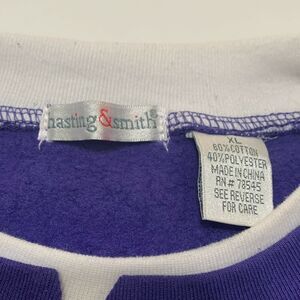 hasting&smith
XL
60% COTTON
40% POLYESTER
MADE IN CHINA
RN # 78545
SEE REVERSE
FOR CARE